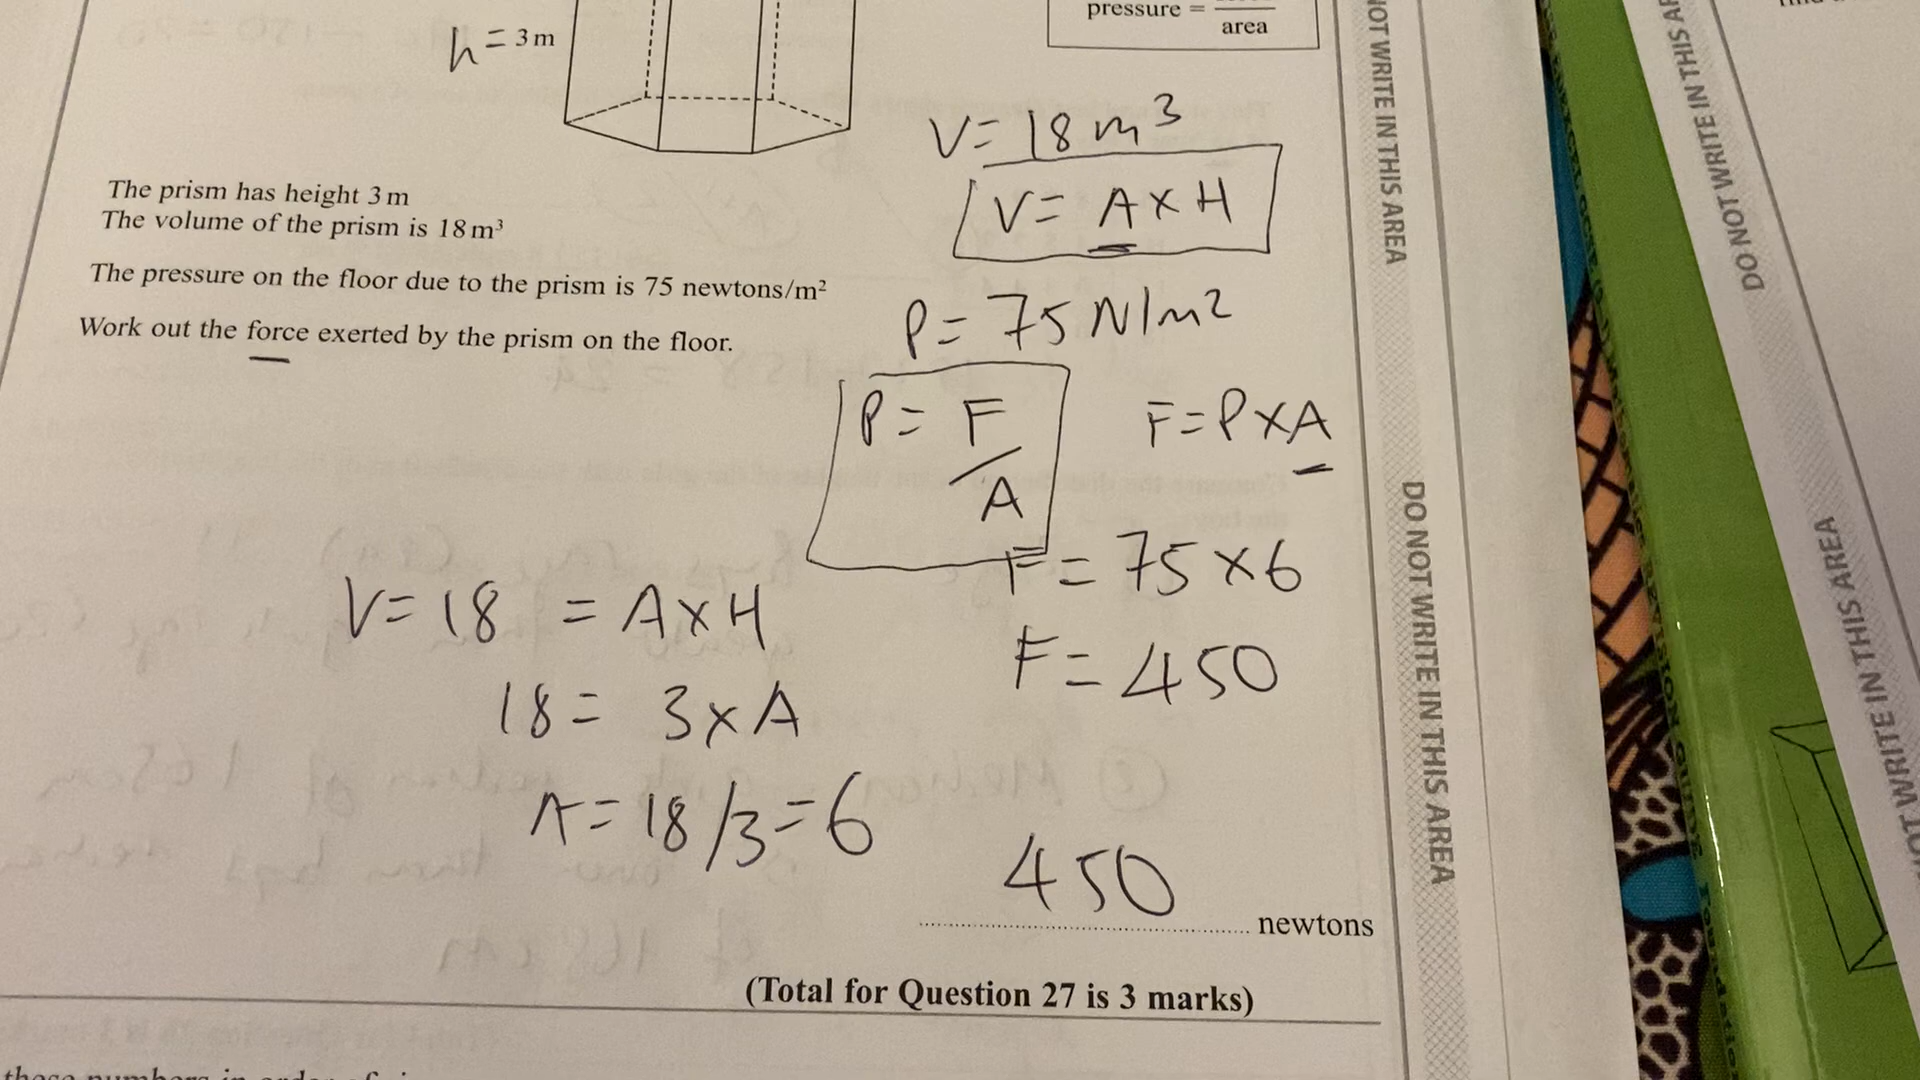 h = 3 m
pressure =
area
V = 18 m³
V = A × H
The prism has height 3 m
The volume of the prism is 18 m³
The pressure on the floor due to the prism is 75 newtons/m²
Work out the force exerted by the prism on the floor.
P = 75 N/m²
P = F / A
F = P × A
F = 75 × 6
F = 450
V = 18 = A × H
18 = 3 × A
A = 18 / 3 = 6
450
newtons
(Total for Question 27 is 3 marks)
NOT WRITE IN THIS AREA
DO NOT WRITE IN THIS AREA
DO NOT WRITE IN THIS AREA
WRITE IN THIS AREA